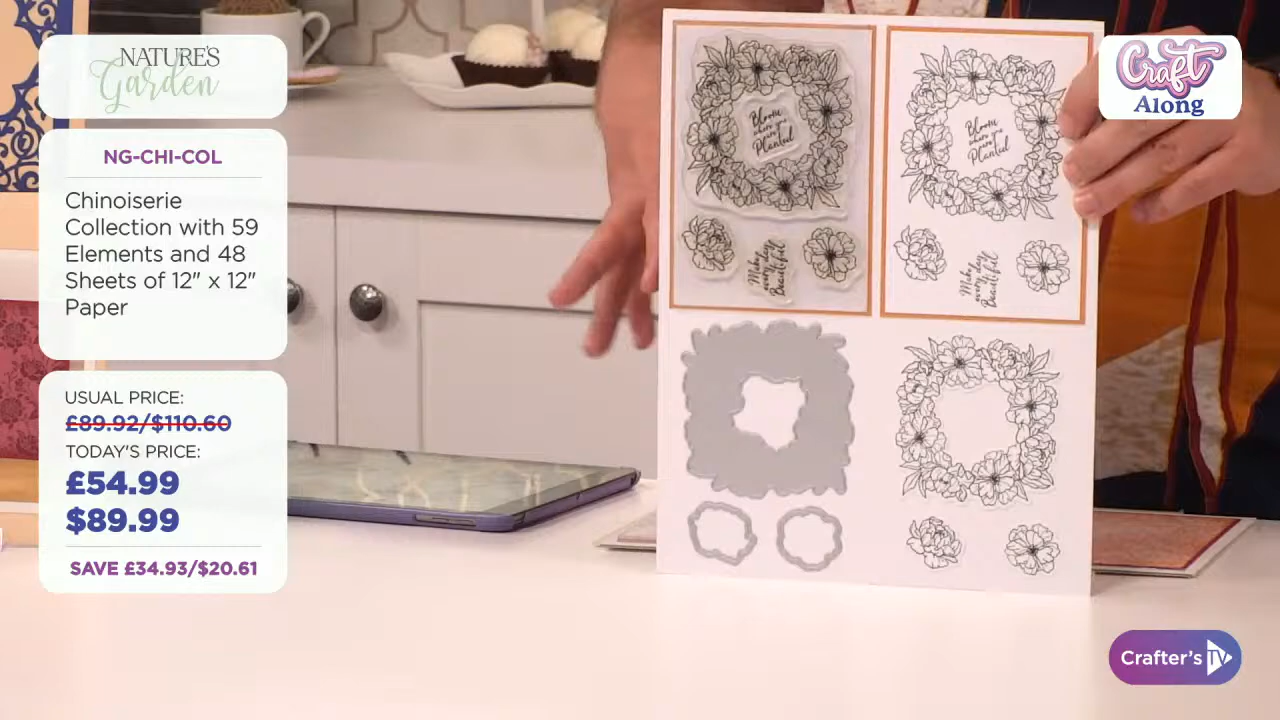 NATURE'S
Garden
NG-CHI-COL
Chinoiserie
Collection with 59
Elements and 48
Sheets of 12" x 12"
Paper
USUAL PRICE:
£89.92/$110.60
TODAY'S PRICE:
£54.99
$89.99
SAVE £34.93/$20.61
Bloom
where you
are
Planted
Make
every day
Beautiful
Bloom
where you
are
Planted
Make
every day
Beautiful
Craft
Along
Crafter's TV